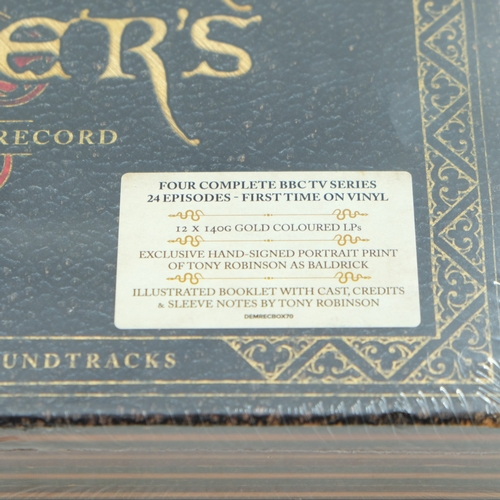 ER'S
RECORD
FOUR COMPLETE BBC TV SERIES
24 EPISODES - FIRST TIME ON VINYL
12 X 140G GOLD COLOURED LPs
EXCLUSIVE HAND-SIGNED PORTRAIT PRINT
OF TONY ROBINSON AS BALDRICK
ILLUSTRATED BOOKLET WITH CAST, CREDITS
& SLEEVE NOTES BY TONY ROBINSON
DEMRECBOX70
UNDTRACKS